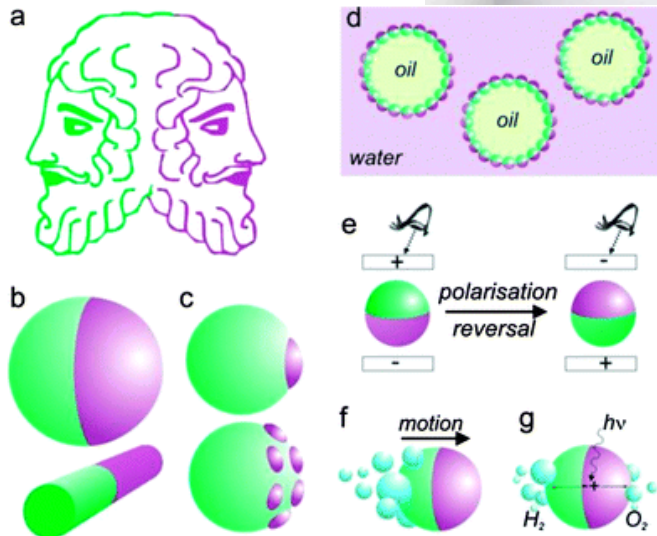 a
d
oil
oil
oil
water
e
+
-
polarisation
reversal
-
+
b
c
f
motion
g
hν
+
H₂
O₂